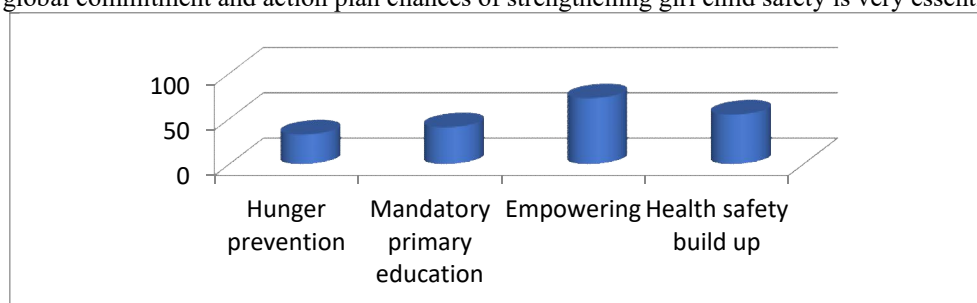 global commitment and action plan chances of strengthening girl child safety is very essent
100
50
0
Hunger prevention
Mandatory primary education
Empowering
Health safety build up